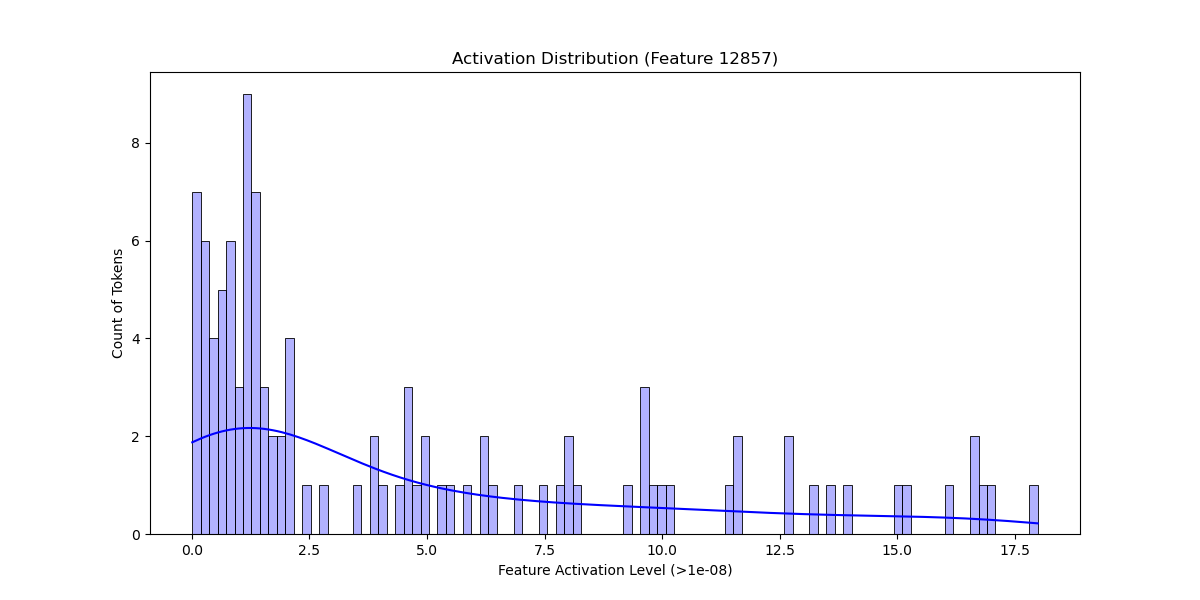 Activation Distribution (Feature 12857)
8
6
4
2
0
Count of Tokens
0.0 2.5 5.0 7.5 10.0 12.5 15.0 17.5
Feature Activation Level (>1e-08)